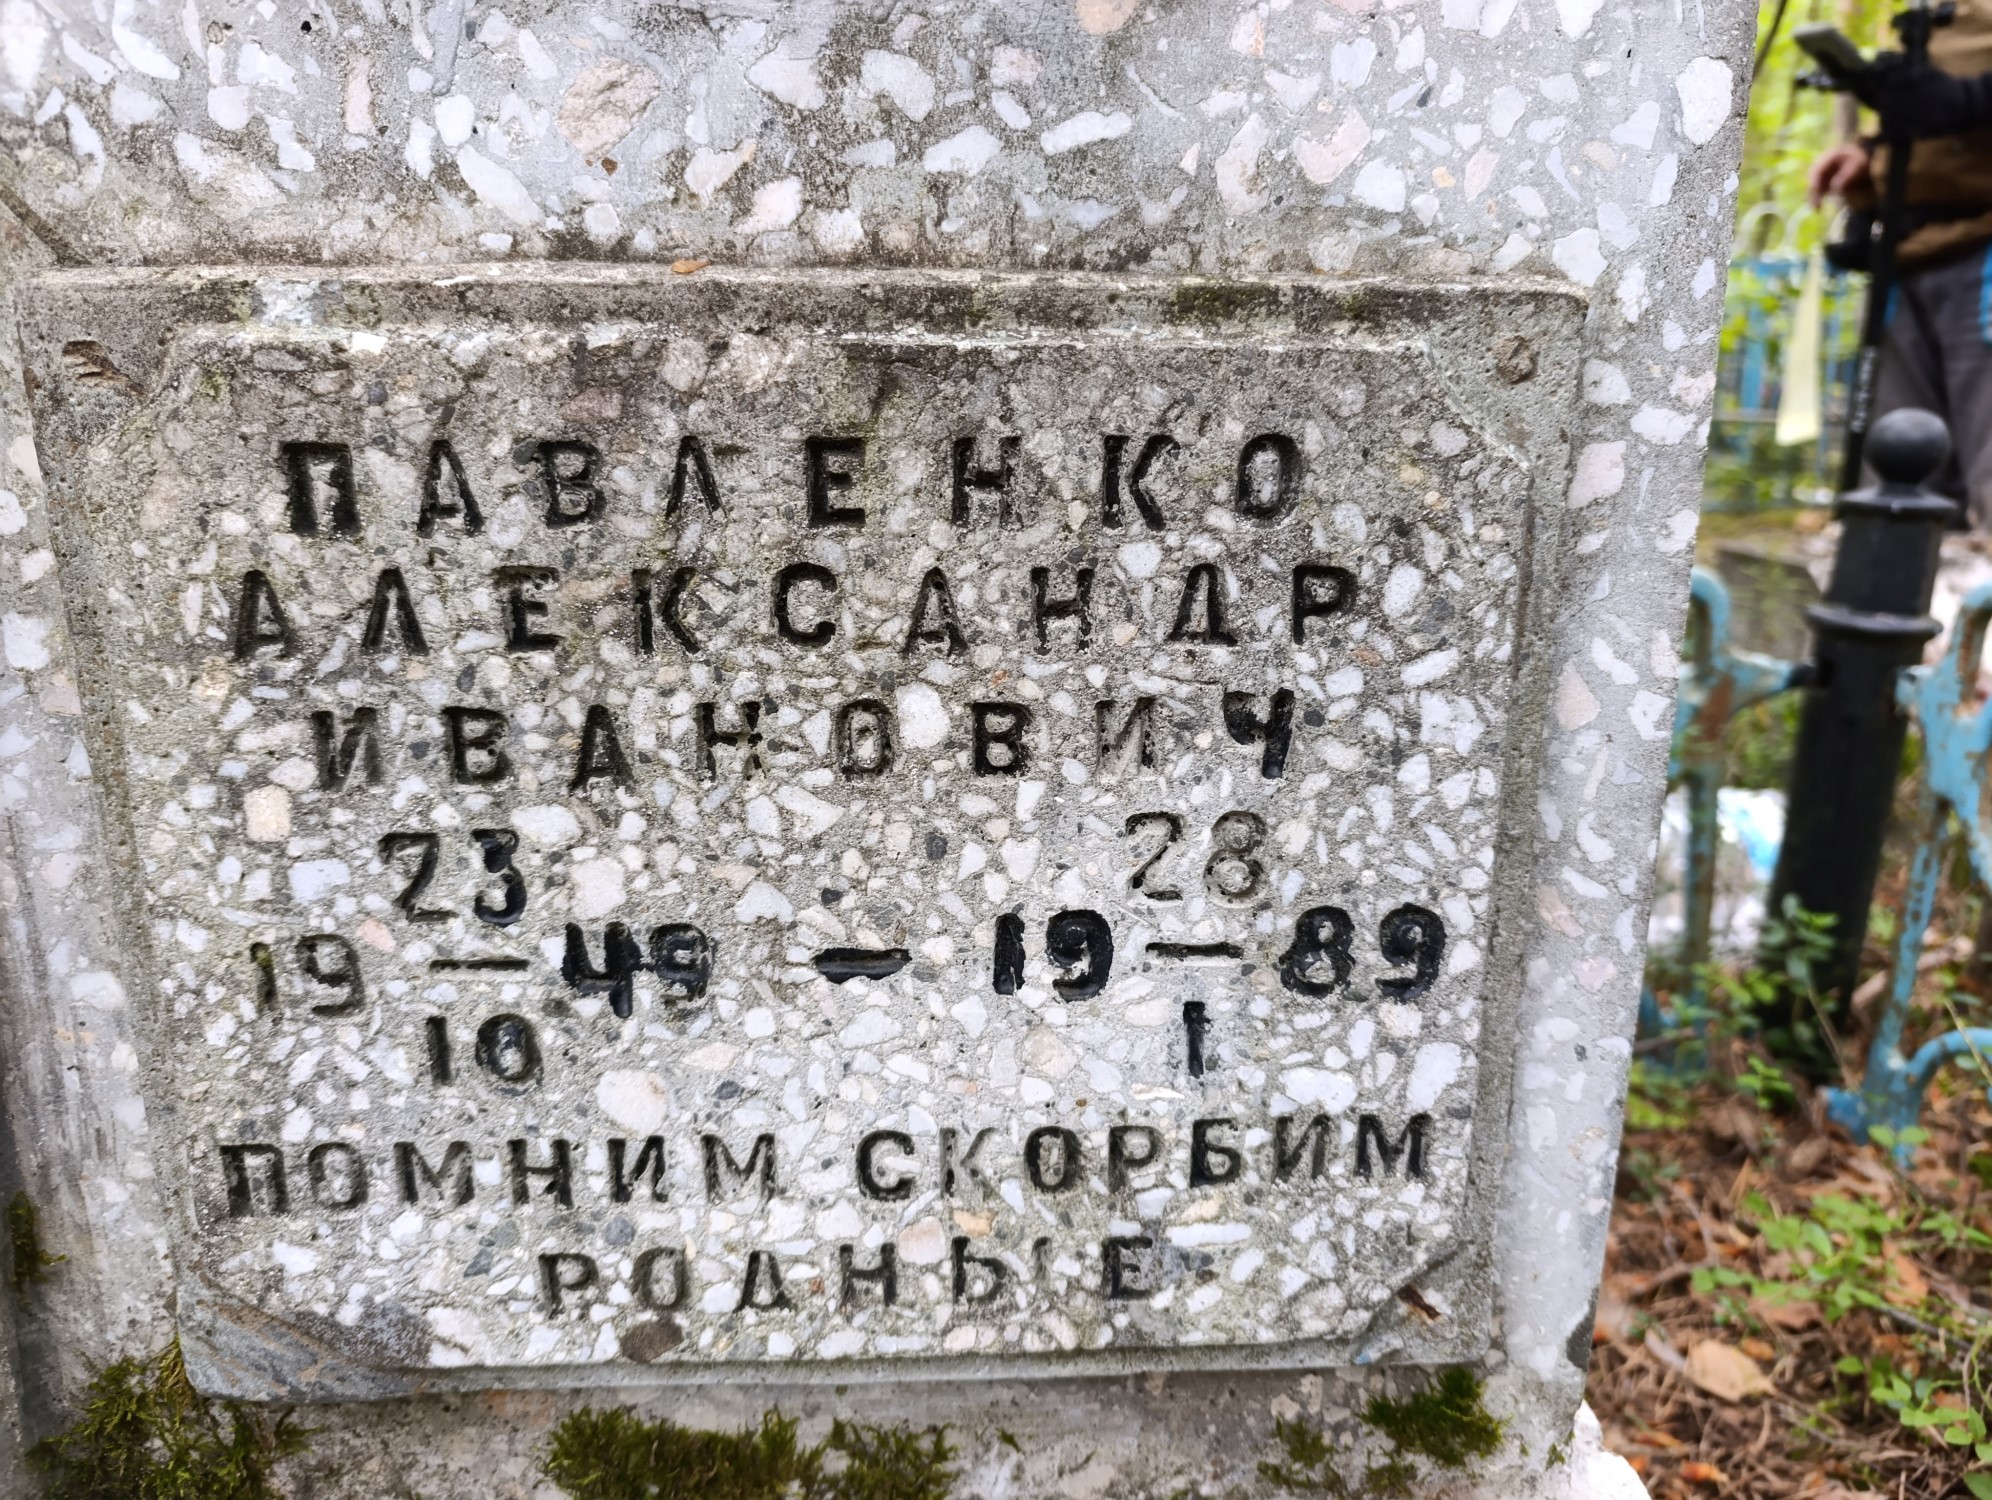 ПАВЛЕНКО
АЛЕКСАНДР
ИВАНОВИЧ
19 23/10 49 — 19 28/1 89
ПОМНИМ СКОРБИМ
РОДНЫЕ